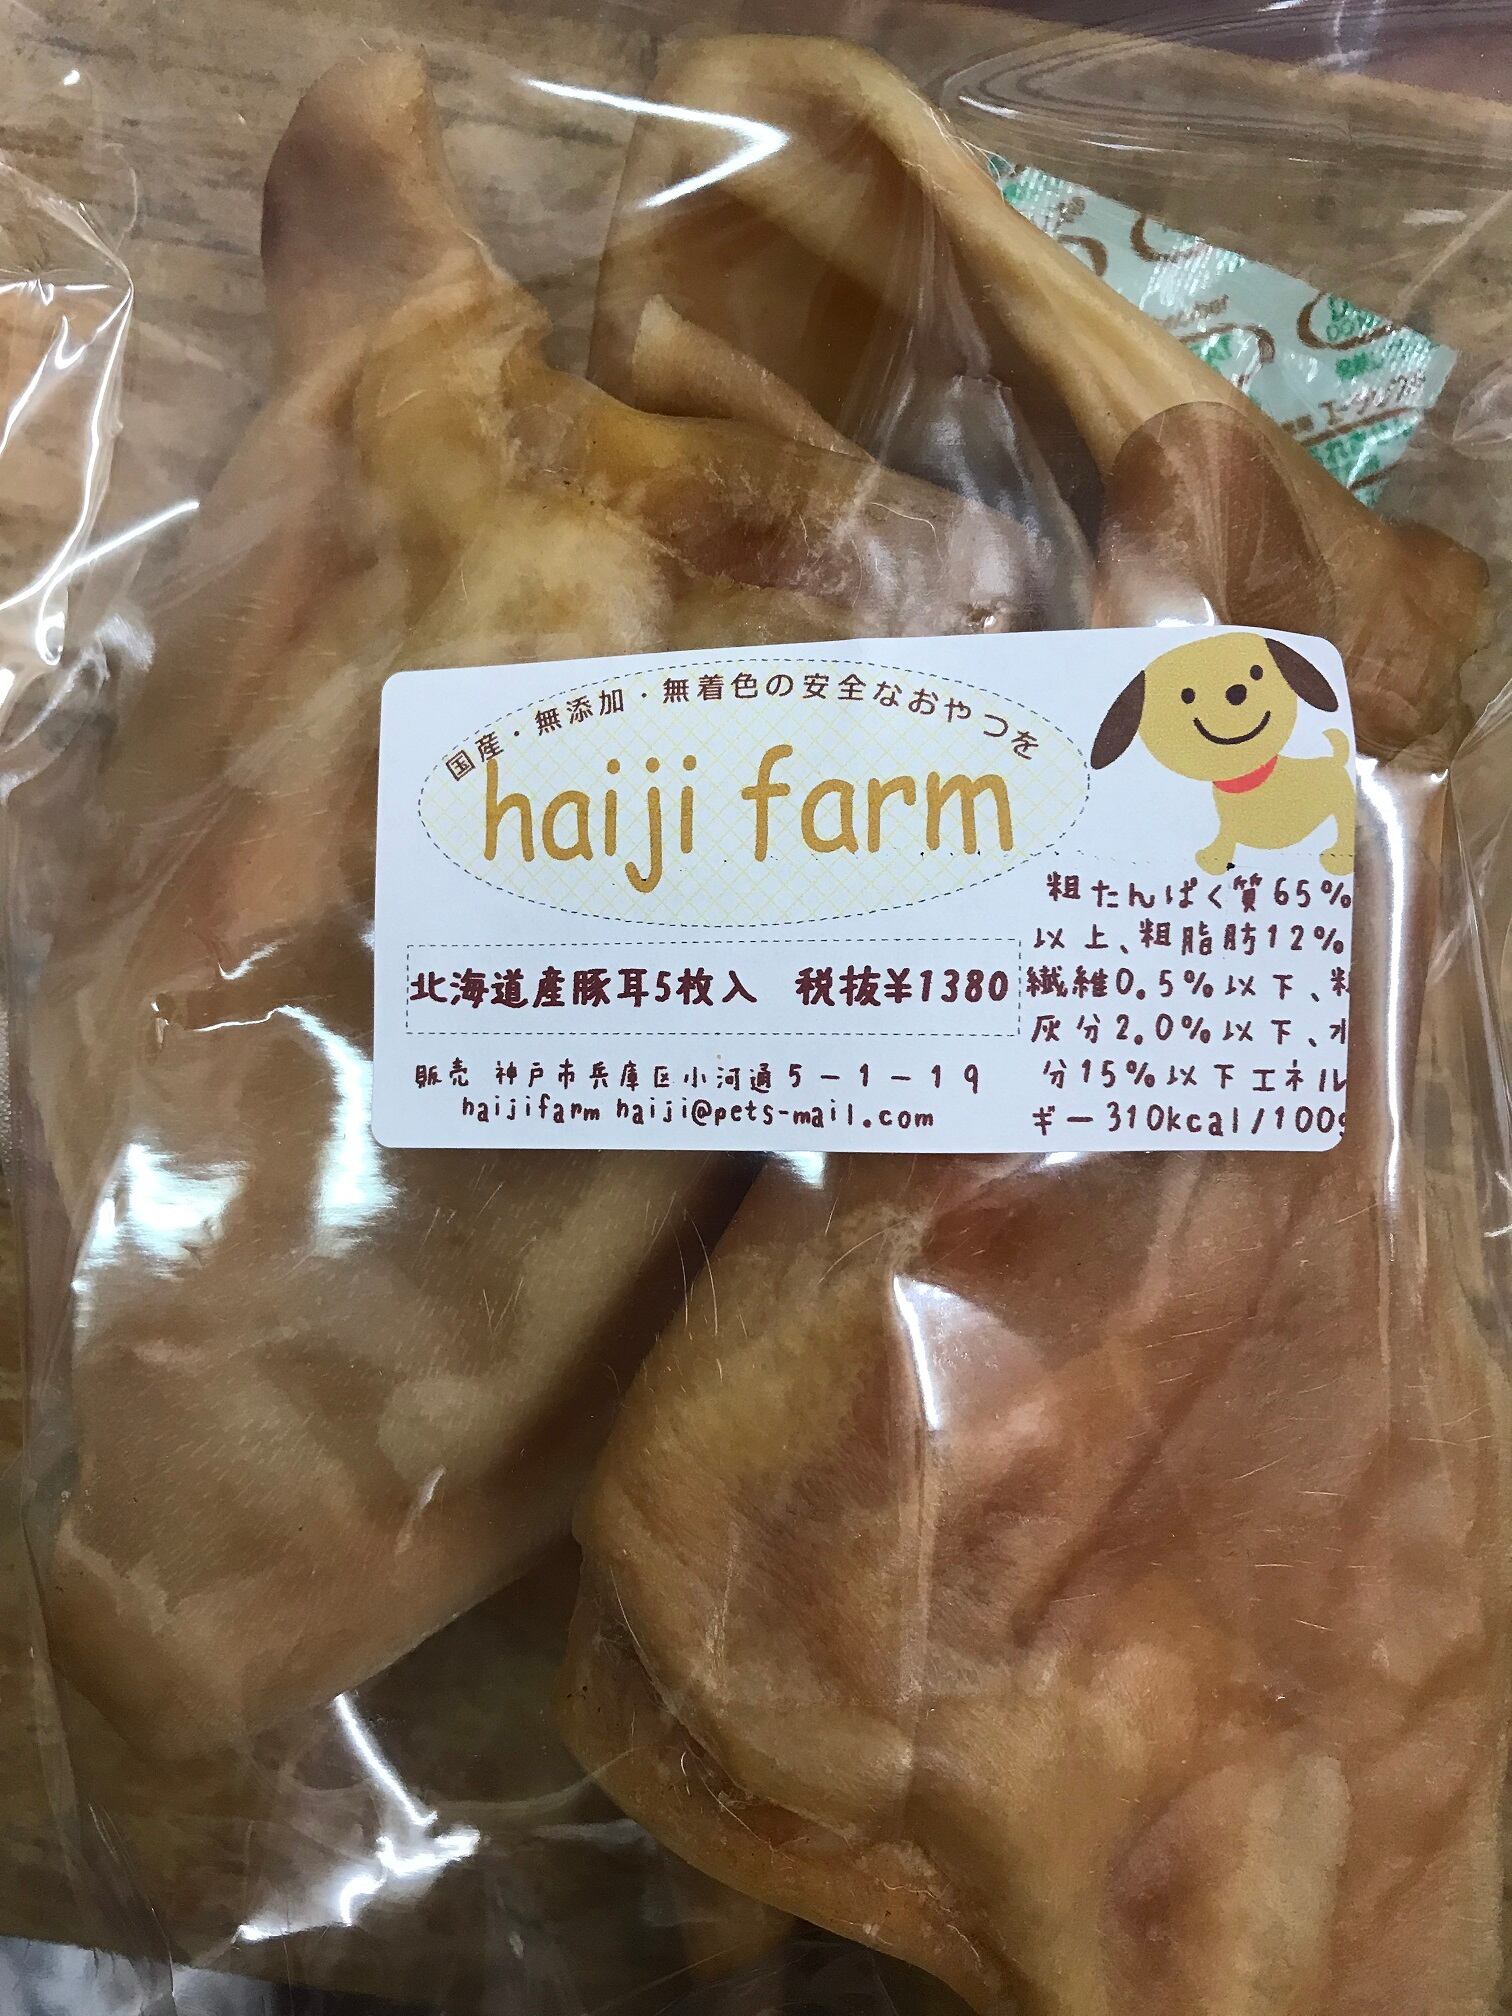 国産・無添加・無着色の安全なおやつを
haiji farm
北海道産豚耳5枚入 税抜¥1380
販売 神戸市兵庫区小河通5-1-19
haijifarm haiji@pets-mail.com
粗たんぱく質65%
以上、粗脂肪12%
繊維0.5%以下、粗
灰分2.0%以下、水
分15%以下エネル
ギー310kcal/100g